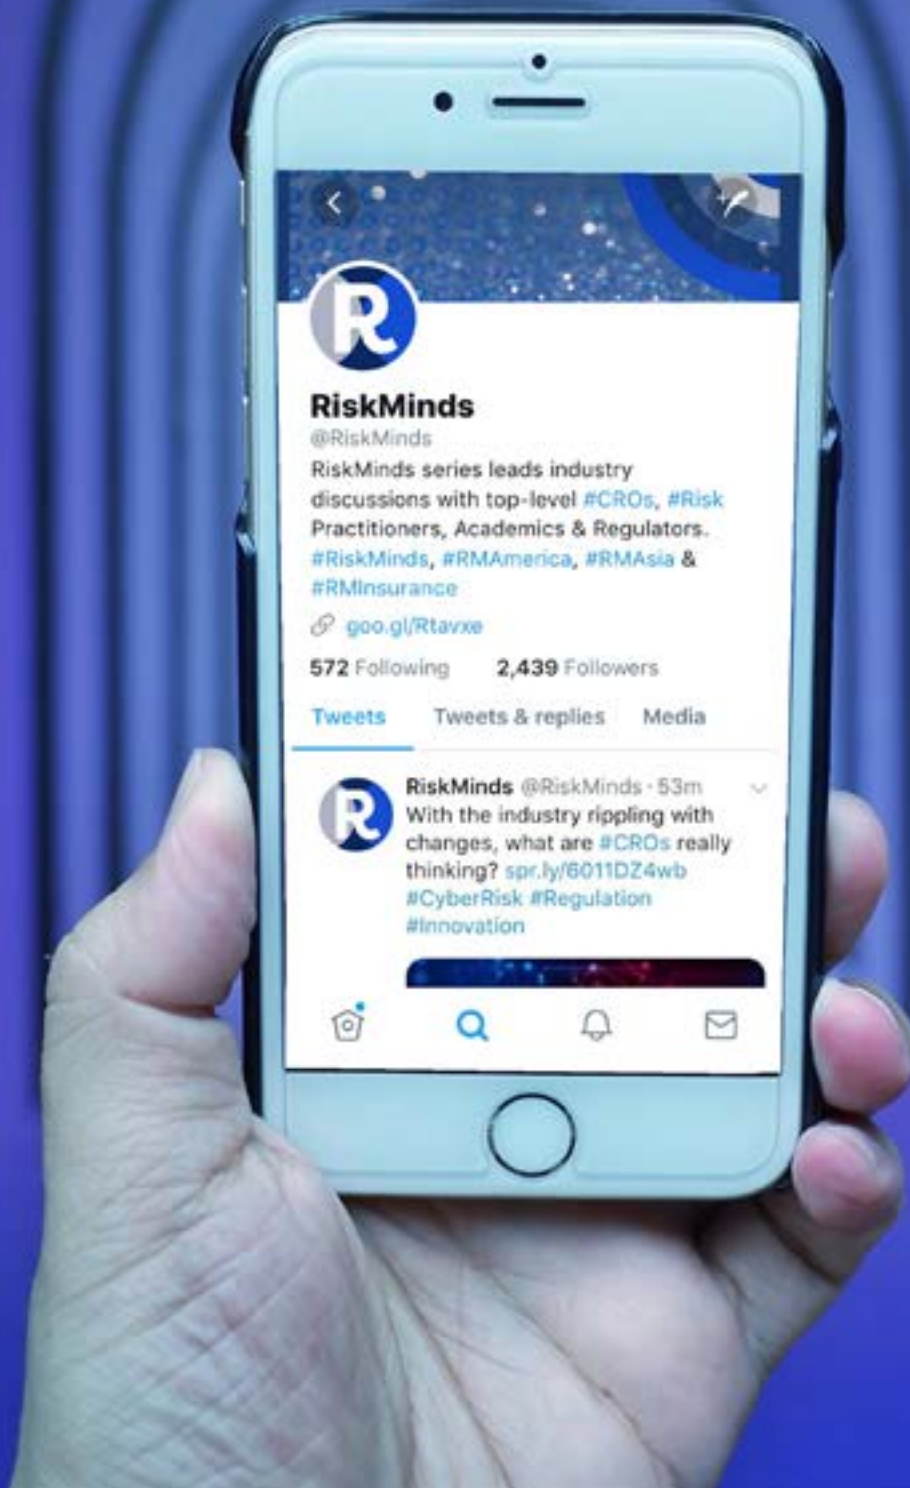 R
RiskMinds
@RiskMinds
RiskMinds series leads industry
discussions with top-level #CROs, #Risk
Practitioners, Academics & Regulators.
#RiskMinds, #RMAmerica, #RMAsia &
#RMInsurance
goo.gl/Rtavxe
572 Following 2,439 Followers
Tweets Tweets & replies Media
R
RiskMinds @RiskMinds · 53m
With the industry rippling with
changes, what are #CROs really
thinking? spr.ly/6011DZ4wb
#CyberRisk #Regulation
#Innovation